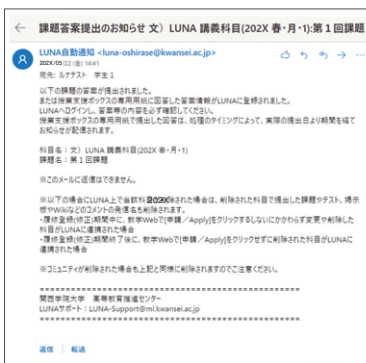 課題答案提出のお知らせ 文）LUNA 講義科目(202X 春・月・1):第１回課題
LUNA自動通知 <luna-oshirase@kwansei.ac.jp>
202X/05/22 (金) 14:41
宛先: ルナテスト 学生１
以下の課題の答案が提出されました。
または授業支援ボックスの専用用紙に回答した答案情報がLUNAに登録されました。
LUNAへログインし、答案等の内容を必ず確認してください。
授業支援ボックスの専用用紙で提出した回答は、処理のタイミングによって、実際の提出日より時間を経て
お知らせが配信されます。
科目名：文）LUNA 講義科目(202X 春・月・1)
課題名：第１回課題
※このメールに返信はできません。
※以下の場合にLUNA上で当該科目が削除された場合は、削除された科目で提出した課題やテスト、掲示
板やWikiなどのコメントの発信名も削除されます。
・履修登録(修正)期間中に、教学Webで[申請／Apply]をクリックするしないにかかわらず変更や削除した
科目がLUNAに連携された場合
・履修登録(修正)期間終了後に、教学Webで[申請／Apply]をクリックせずに削除された科目がLUNAに
連携された場合
※コミュニティが削除された場合も上記と同様に削除されますのでご注意ください。
==================================================
関西学院大学 高等教育推進センター
LUNAサポート：LUNA-Support@ml.kwansei.ac.jp
==================================================
返信 | 転送